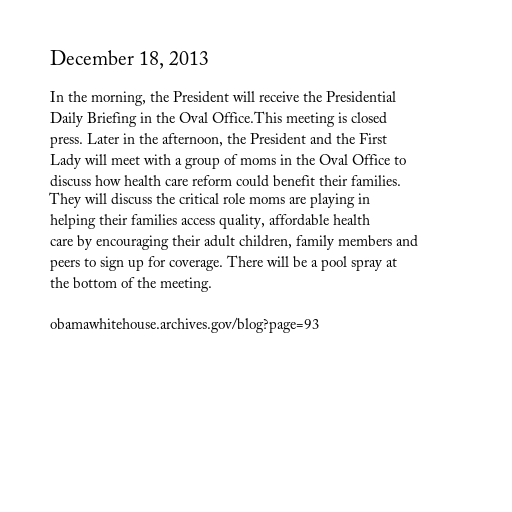 December 18, 2013
In the morning, the President will receive the Presidential
Daily Briefing in the Oval Office.This meeting is closed
press. Later in the afternoon, the President and the First
Lady will meet with a group of moms in the Oval Office to
discuss how health care reform could benefit their families.
They will discuss the critical role moms are playing in
helping their families access quality, affordable health
care by encouraging their adult children, family members and
peers to sign up for coverage. There will be a pool spray at
the bottom of the meeting.
obamawhitehouse.archives.gov/blog?page=93